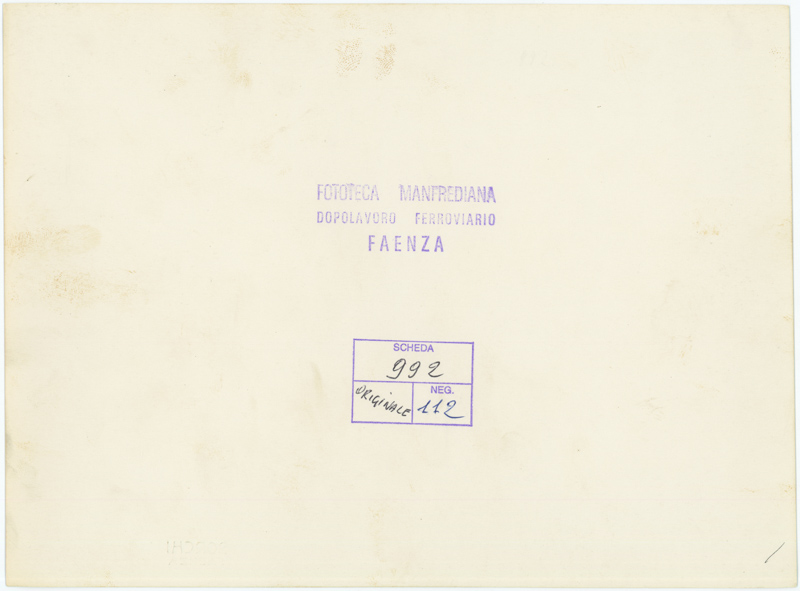 FOTOTECA MANFREDIANA
DOPOLAVORO FERROVIARIO
FAENZA
SCHEDA
992
ORIGINALE
NEG.
112